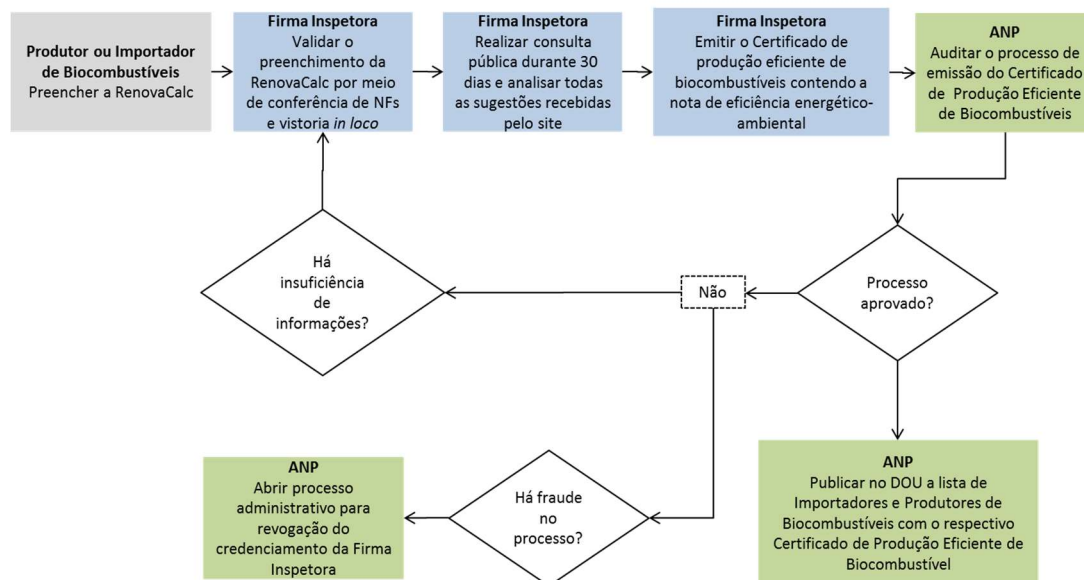 Produtor ou Importador
de Biocombustíveis
Preencher a RenovaCalc
Firma Inspetora
Validar o
preenchimento da
RenovaCalc por meio
de conferência de NFs
e vistoria in loco
Firma Inspetora
Realizar consulta
pública durante 30
dias e analisar todas
as sugestões recebidas
pelo site
Firma Inspetora
Emitir o Certificado de
produção eficiente de
biocombustíveis contendo a
nota de eficiência energético-
ambiental
ANP
Auditar o processo de
emissão do Certificado
de Produção Eficiente
de Biocombustíveis
Há
insuficiência
de
informações?
Não
Processo
aprovado?
ANP
Abrir processo
administrativo para
revogação do
credenciamento da Firma
Inspetora
Há fraude
no
processo?
ANP
Publicar no DOU a lista de
Importadores e Produtores de
Biocombustíveis com o respectivo
Certificado de Produção Eficiente de
Biocombustível